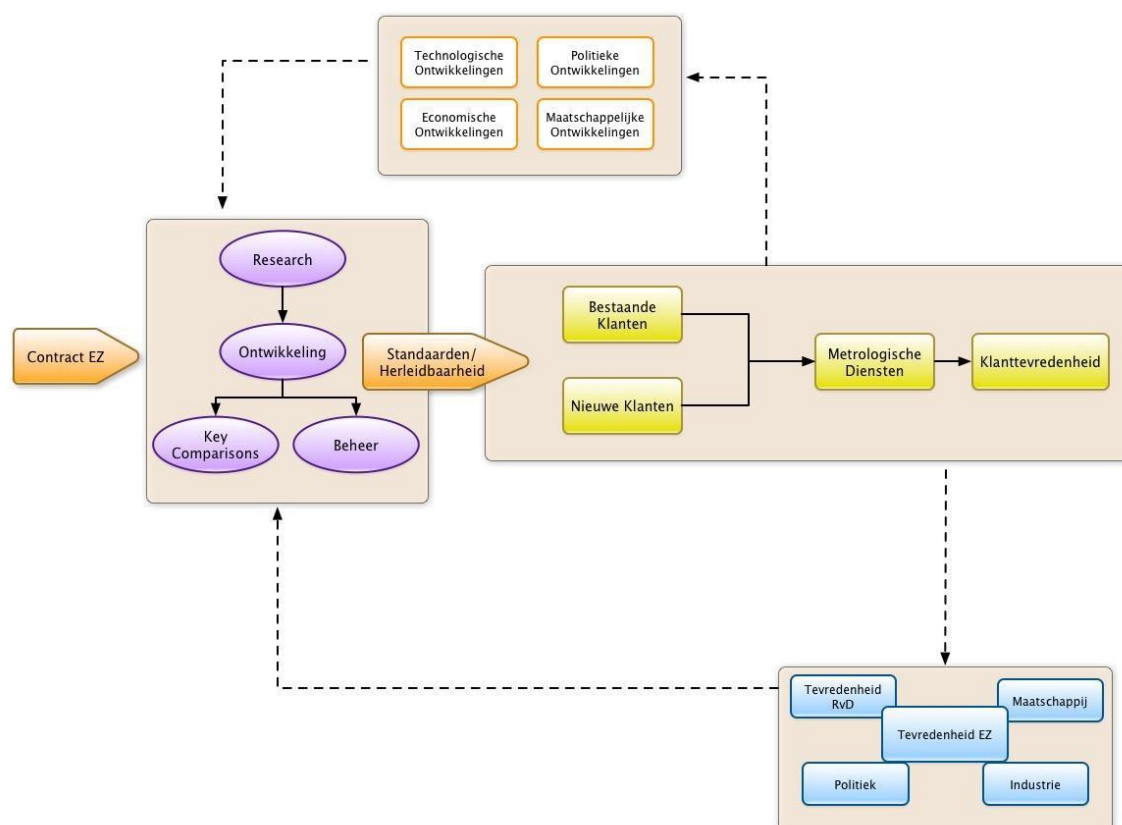 Technologische
Ontwikkelingen
Politieke
Ontwikkelingen
Economische
Ontwikkelingen
Maatschappelijke
Ontwikkelingen
Research
Ontwikkeling
Key
Comparisons
Beheer
Contract EZ
Standaarden/
Herleidbaarheid
Bestaande
Klanten
Nieuwe Klanten
Metrologische
Diensten
Klanttevredenheid
Tevredenheid
RvD
Maatschappij
Tevredenheid EZ
Politiek
Industrie